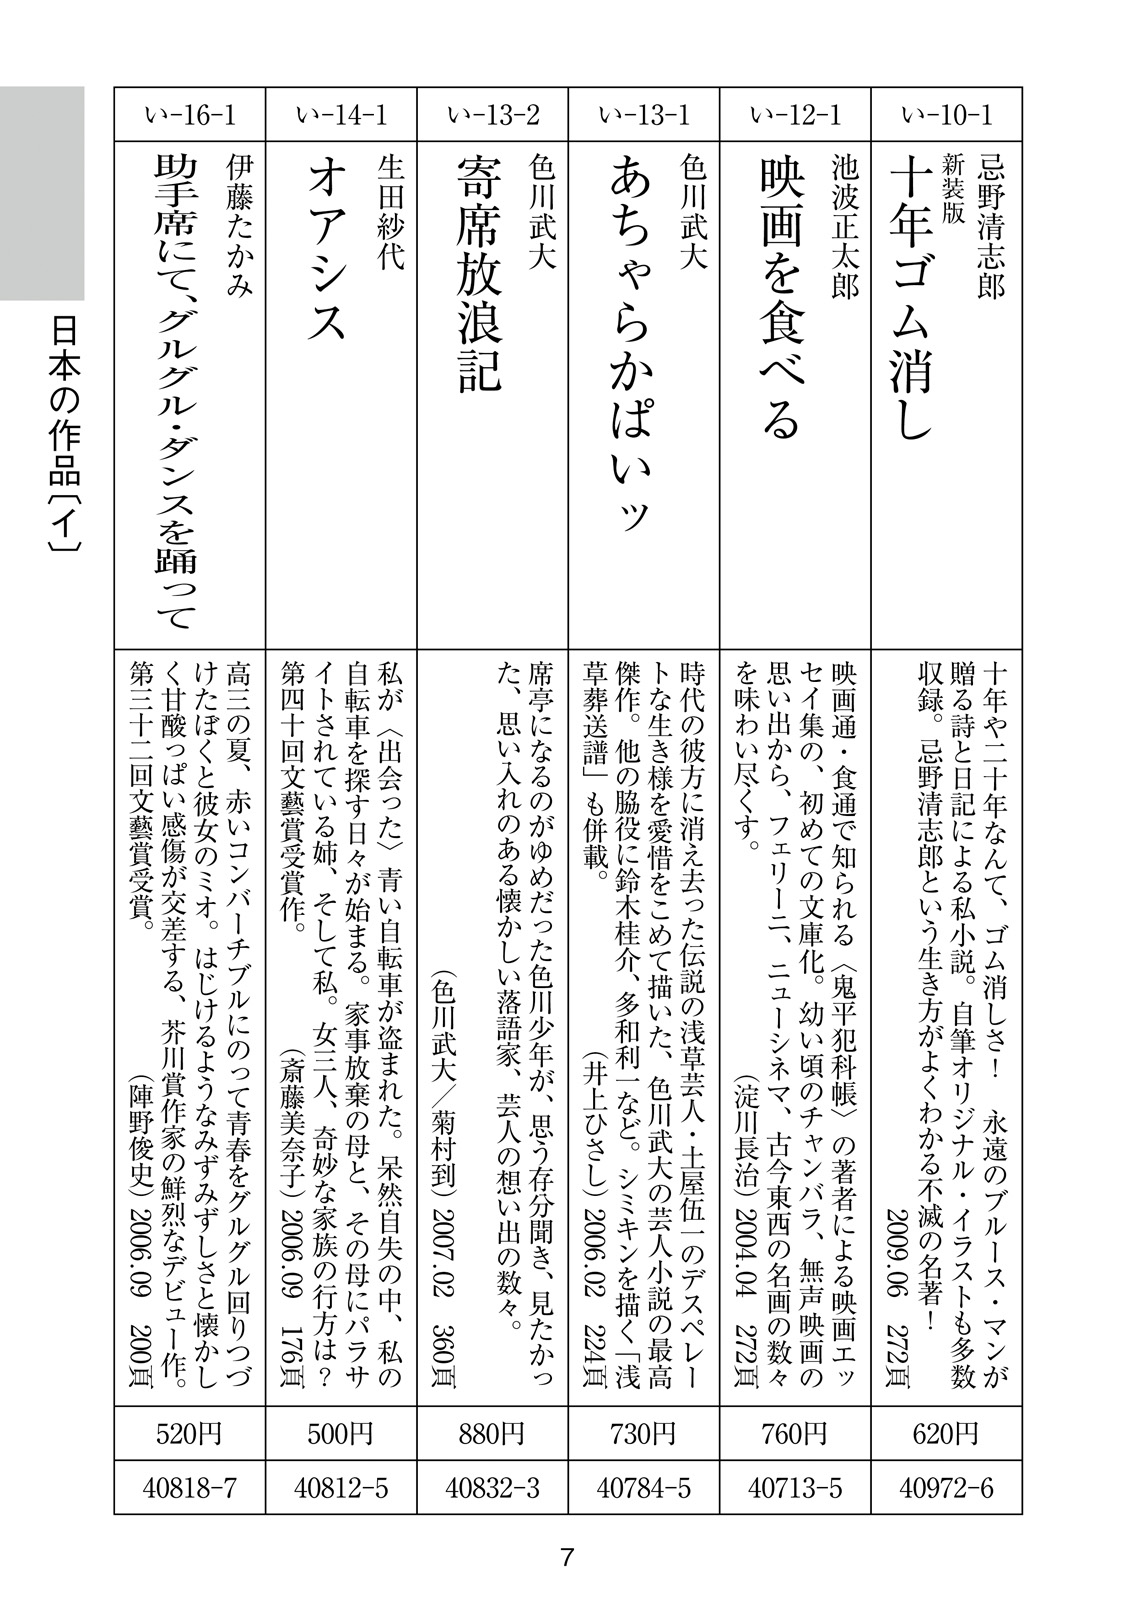 日本の作品〔イ〕
い-10-1
忌野清志郎
新装版
十年ゴム消し
十年や二十年なんて、ゴム消しさ！　永遠のブルース・マンが
贈る詩と日記による私小説。自筆オリジナル・イラストも多数
収録。忌野清志郎という生き方がよくわかる不滅の名著！
2009.06　272頁
620円
40972-6
い-12-1
池波正太郎
映画を食べる
映画通・食通で知られる〈鬼平犯科帳〉の著者による映画エッ
セイ集の、初めての文庫化。幼い頃のチャンバラ、無声映画の
思い出から、フェリーニ、ニューシネマ、古今東西の名画の数々
を味わい尽くす。
（淀川長治）2004.04　272頁
760円
40713-5
い-13-1
色川武大
あちゃらかぱいッ
時代の彼方に消え去った伝説の浅草芸人・土屋伍一のデスペレー
トな生き様を愛惜をこめて描いた、色川武大の芸人小説の最高
傑作。他の脇役に鈴木桂介、多和利一など。シミキンを描く「浅
草葬送譜」も併載。
（井上ひさし）2006.02　224頁
730円
40784-5
い-13-2
色川武大
寄席放浪記
席亭になるのがゆめだった色川少年が、思う存分聞き、見たかっ
た、思い入れのある懐かしい落語家、芸人の想い出の数々。
（色川武大／菊村到）2007.02　360頁
880円
40832-3
い-14-1
生田紗代
オアシス
私が〈出会った〉青い自転車が盗まれた。呆然自失の中、私の
自転車を探す日々が始まる。家事放棄の母と、その母にパラサ
イトされている姉、そして私。女三人、奇妙な家族の行方は？
第四十回文藝賞受賞作。
（斎藤美奈子）2006.09　176頁
500円
40812-5
い-16-1
伊藤たかみ
助手席にて、グルグル・ダンスを踊って
高三の夏、赤いコンバーチブルにのって青春をグルグル回りつづ
けたぼくと彼女のミオ。はじけるようなみずみずしさと懐かし
く甘酸っぱい感傷が交差する、芥川賞作家の鮮烈なデビュー作。
第三十二回文藝賞受賞。
（陣野俊史）2006.09　200頁
520円
40818-7
7